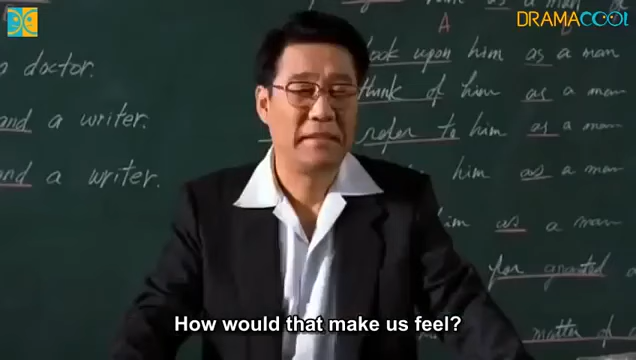 DRAMACOOL
A
look upon him as a man
doctor.
think of him as a man
and a writer.
refer to him as a man
and a writer.
him as a man
him as a man
for granted a
matter of
How would that make us feel?